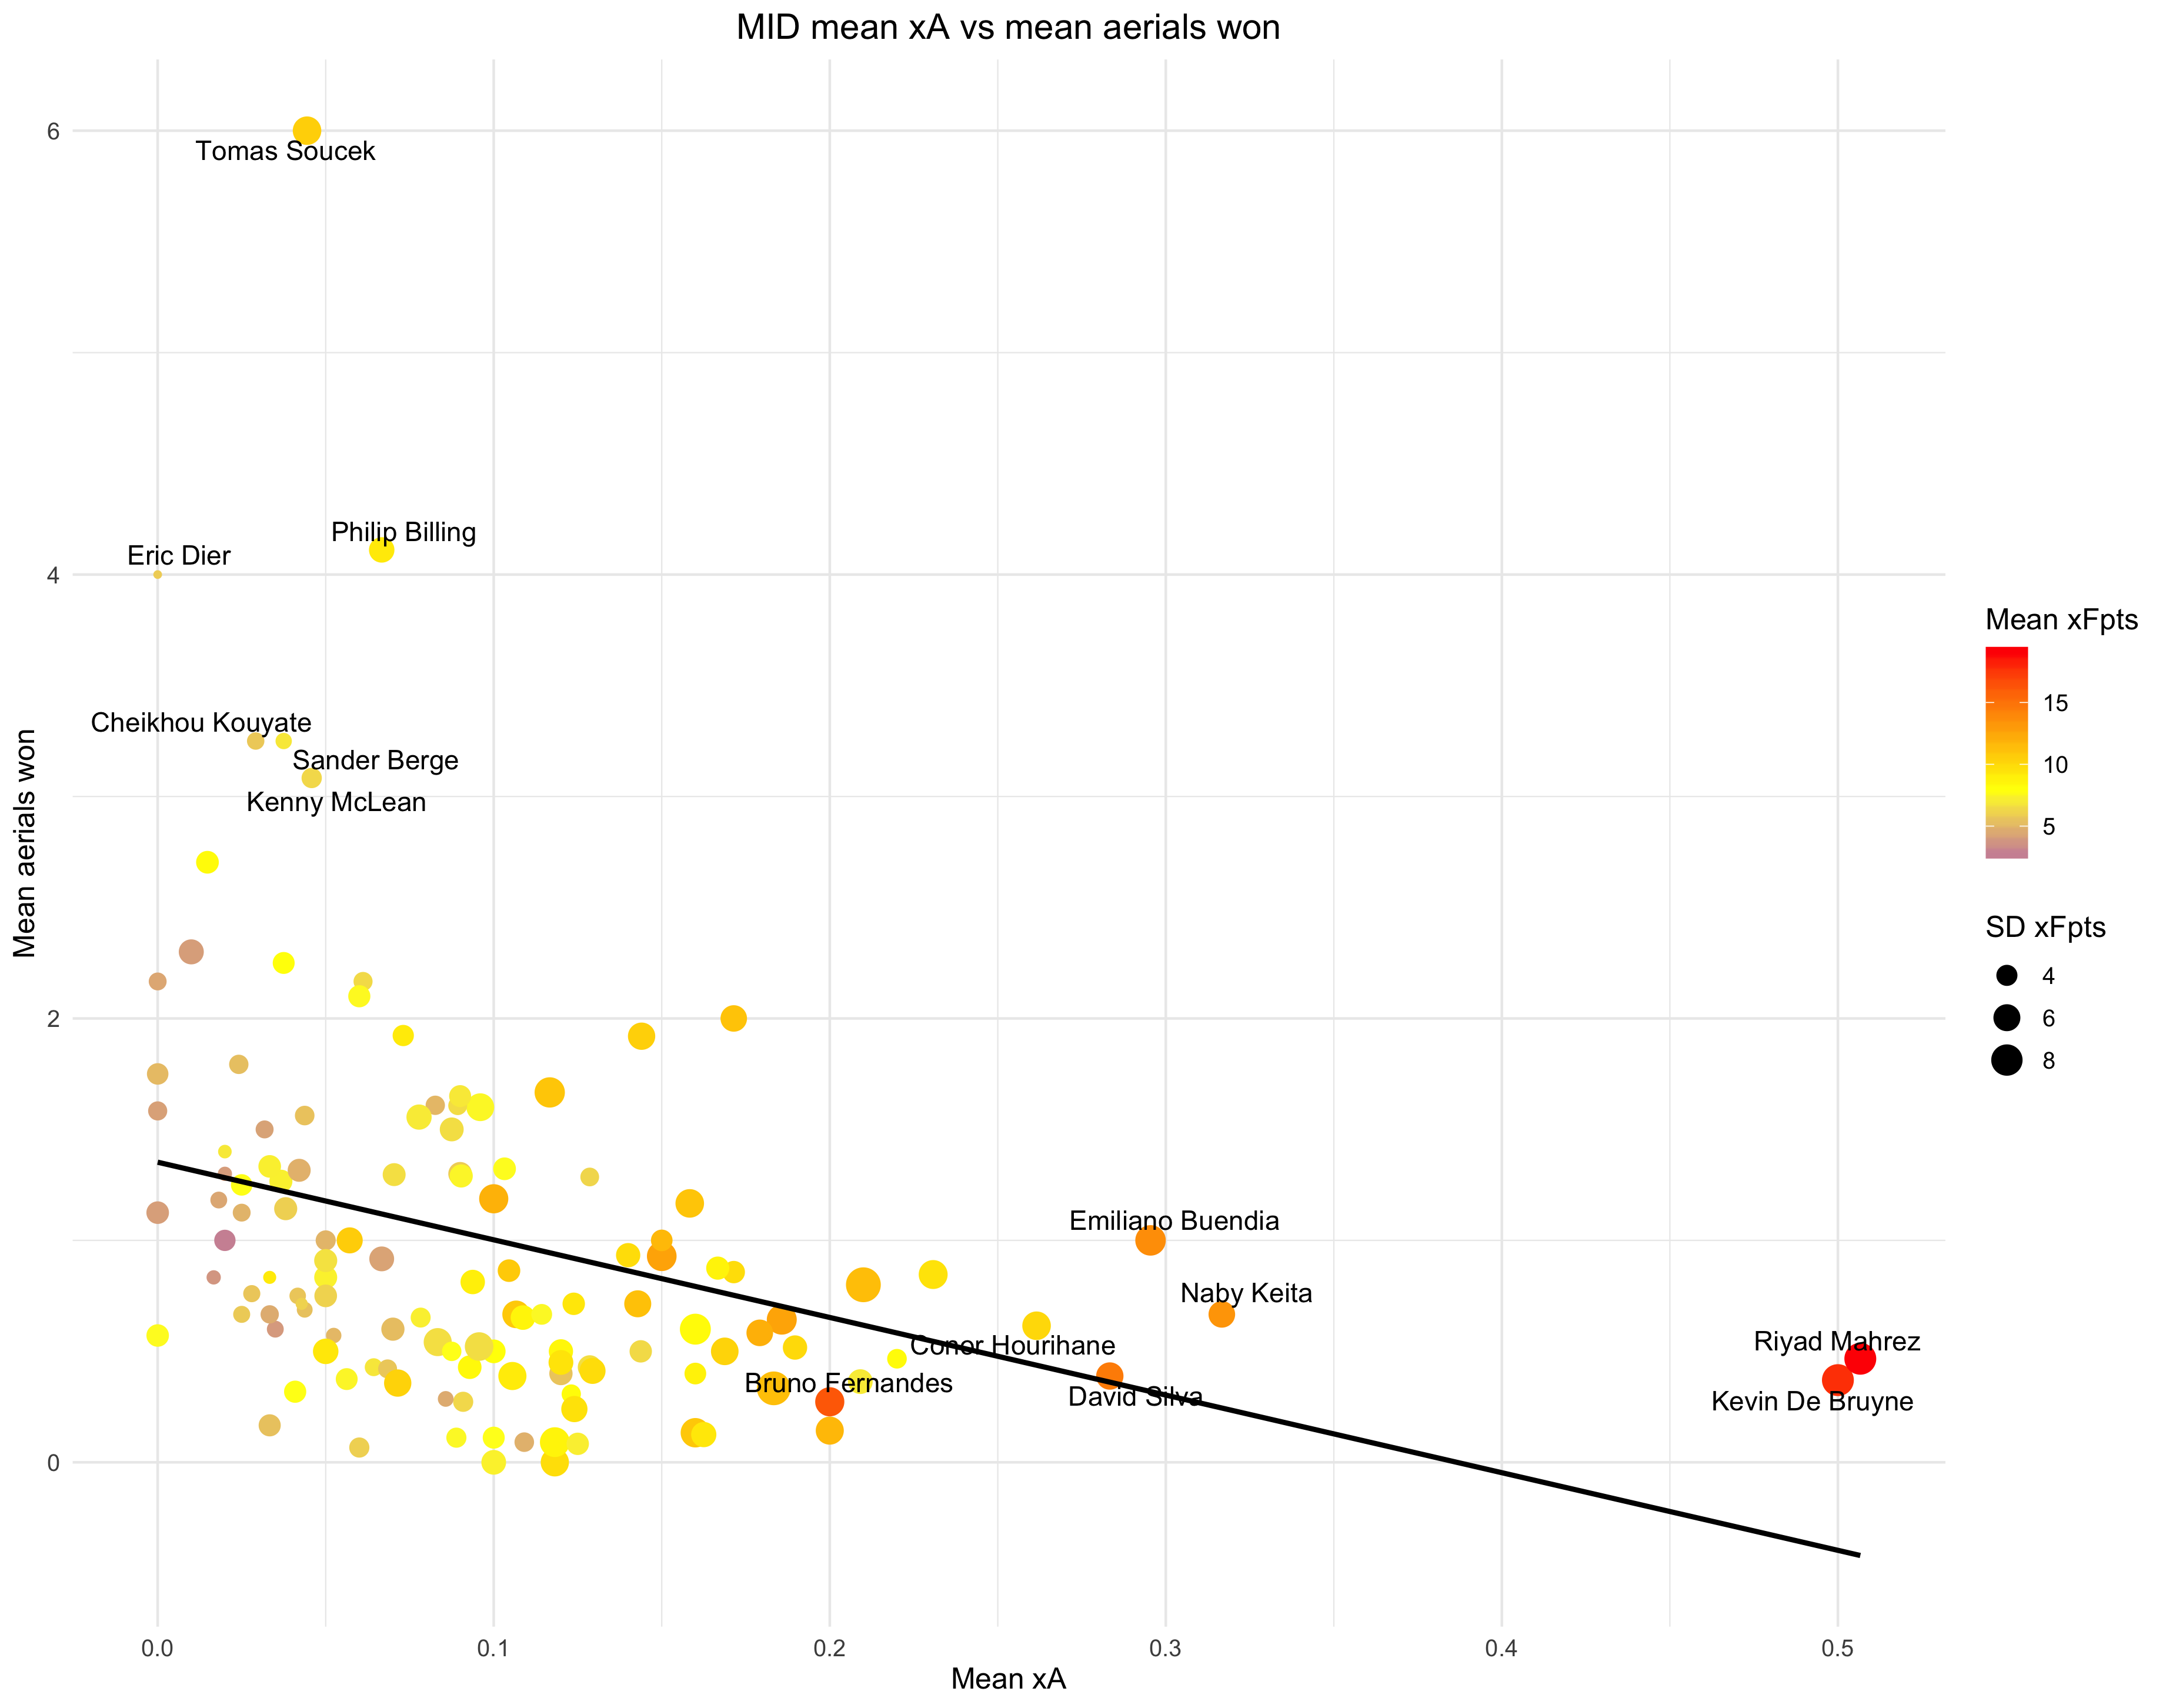 MID mean xA vs mean aerials won
6
Tomas Soucek
Philip Billing
Eric Dier
4
Mean xFpts
15
10
5
Cheikhou Kouyate
Sander Berge
Kenny McLean
Mean aerials won
SD xFpts
4
6
8
2
Emiliano Buendia
Naby Keita
Conor Hourihane
Riyad Mahrez
Bruno Fernandes
David Silva
Kevin De Bruyne
0
0.0
0.1
0.2
0.3
0.4
0.5
Mean xA